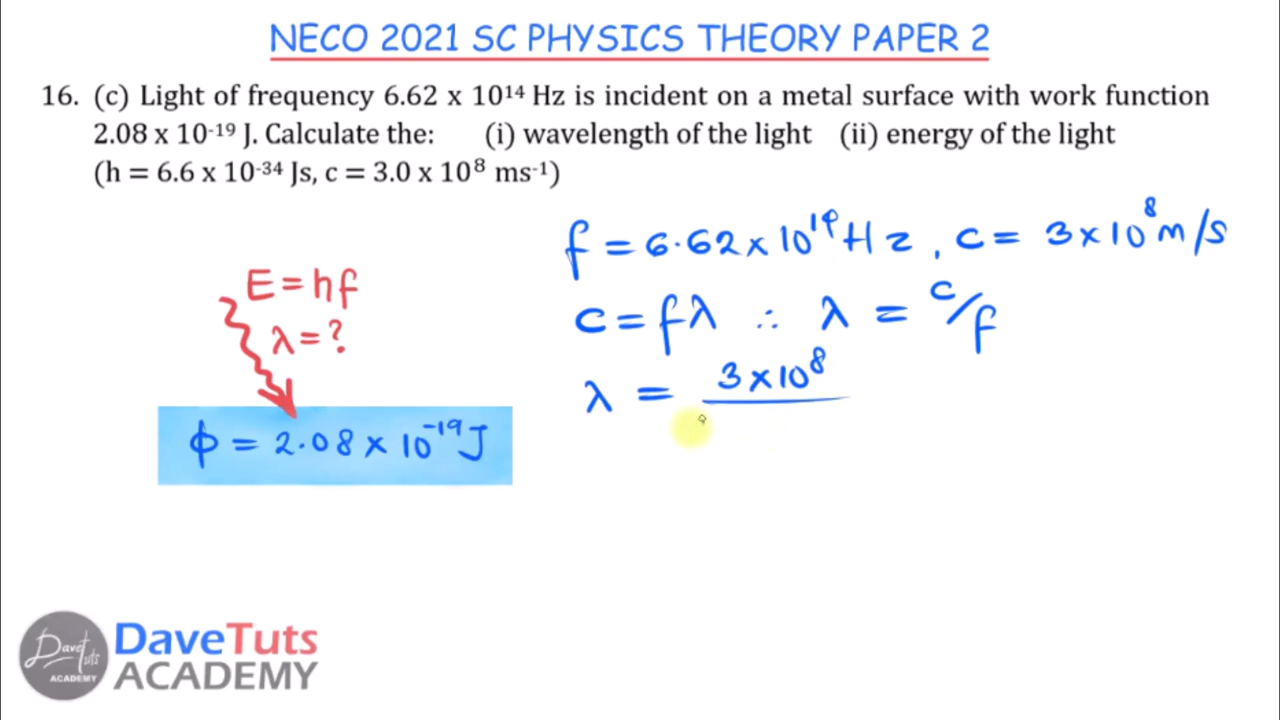 NECO 2021 SC PHYSICS THEORY PAPER 2
16. (c) Light of frequency 6.62 x 10¹⁴ Hz is incident on a metal surface with work function
2.08 x 10⁻¹⁹ J. Calculate the: (i) wavelength of the light (ii) energy of the light
(h = 6.6 x 10⁻³⁴ Js, c = 3.0 x 10⁸ ms⁻¹)
f = 6.62 x 10¹⁴ Hz, c = 3 x 10⁸ m/s
E = hf
λ = ?
c = fλ ∴ λ = c/f
λ = 3 x 10⁸
ϕ = 2.08 x 10⁻¹⁹ J
Dave Tuts ACADEMY
DaveTuts
ACADEMY